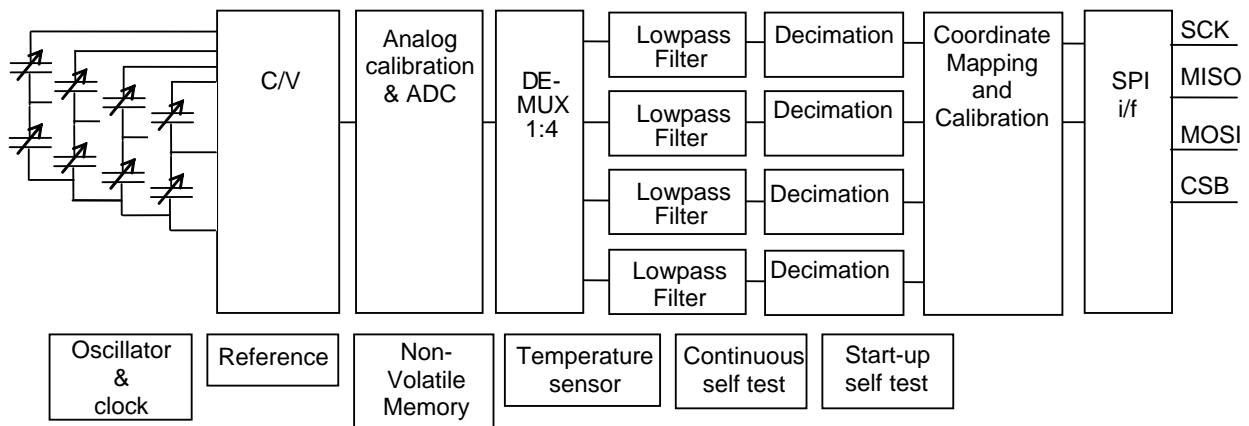 C/V
Analog
calibration
& ADC
DE-
MUX
1:4
Lowpass
Filter
Decimation
Lowpass
Filter
Decimation
Lowpass
Filter
Decimation
Lowpass
Filter
Decimation
Coordinate
Mapping
and
Calibration
SPI
i/f
SCK
MISO
MOSI
CSB
Oscillator
&
clock
Reference
Non-
Volatile
Memory
Temperature
sensor
Continuous
self test
Start-up
self test